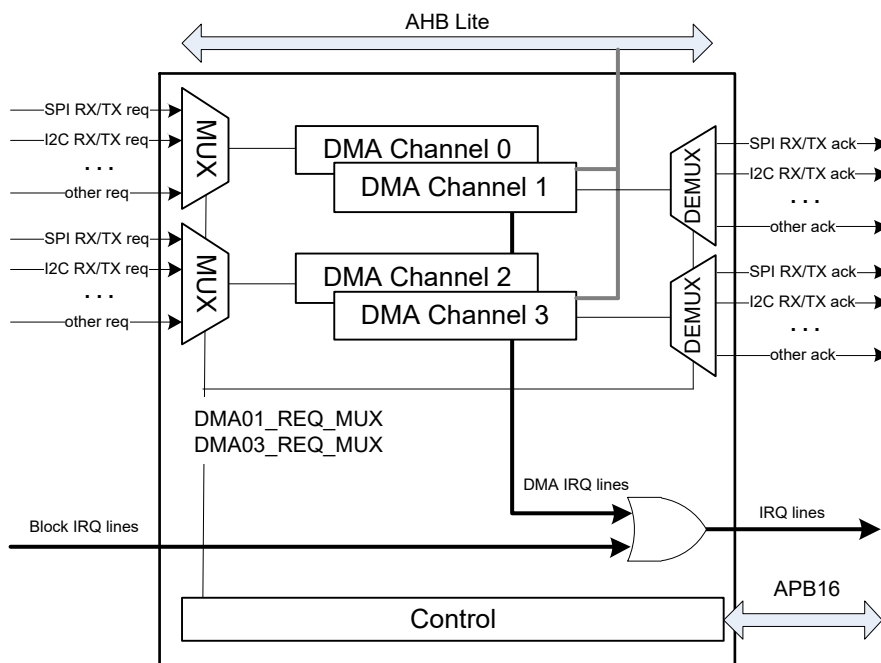 AHB Lite
SPI RX/TX req
I2C RX/TX req
. . .
other req
MUX
DMA Channel 0
DMA Channel 1
DEMUX
SPI RX/TX ack
I2C RX/TX ack
. . .
other ack
SPI RX/TX req
I2C RX/TX req
. . .
other req
MUX
DMA Channel 2
DMA Channel 3
DEMUX
SPI RX/TX ack
I2C RX/TX ack
. . .
other ack
DMA01_REQ_MUX
DMA03_REQ_MUX
DMA IRQ lines
Block IRQ lines
IRQ lines
Control
APB16